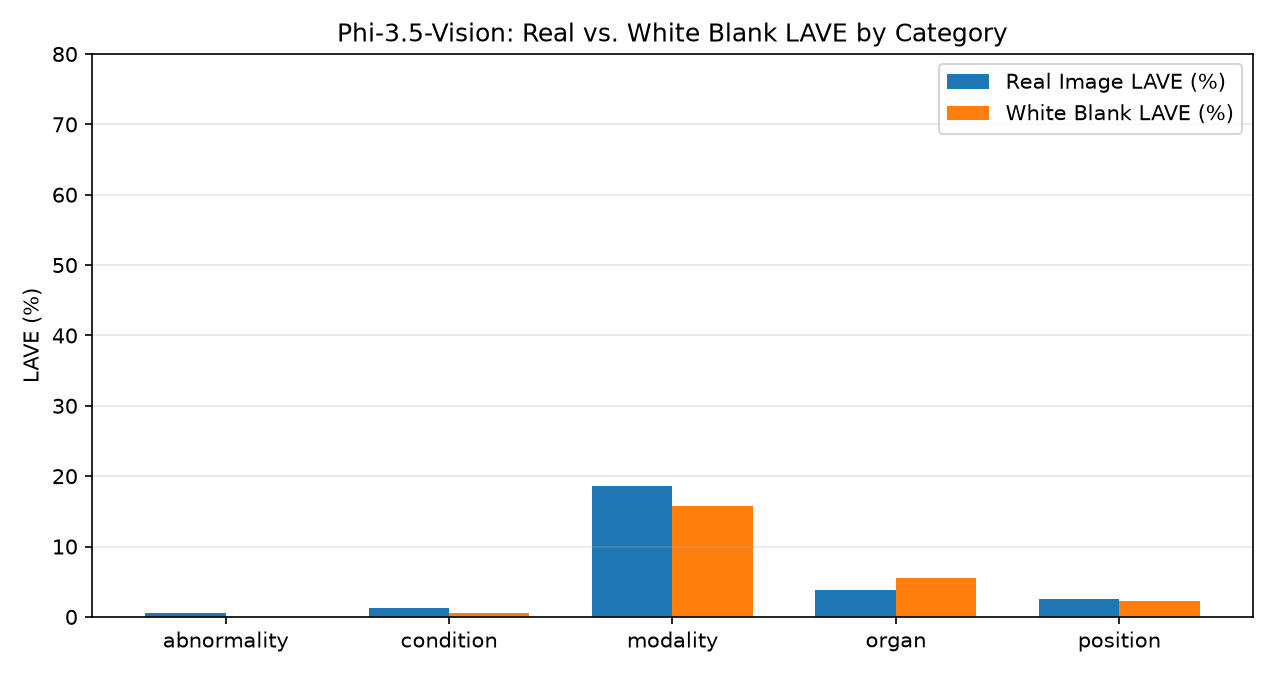 Phi-3.5-Vision: Real vs. White Blank LAVE by Category
Real Image LAVE (%)
White Blank LAVE (%)
LAVE (%)
80
70
60
50
40
30
20
10
0
abnormality
condition
modality
organ
position